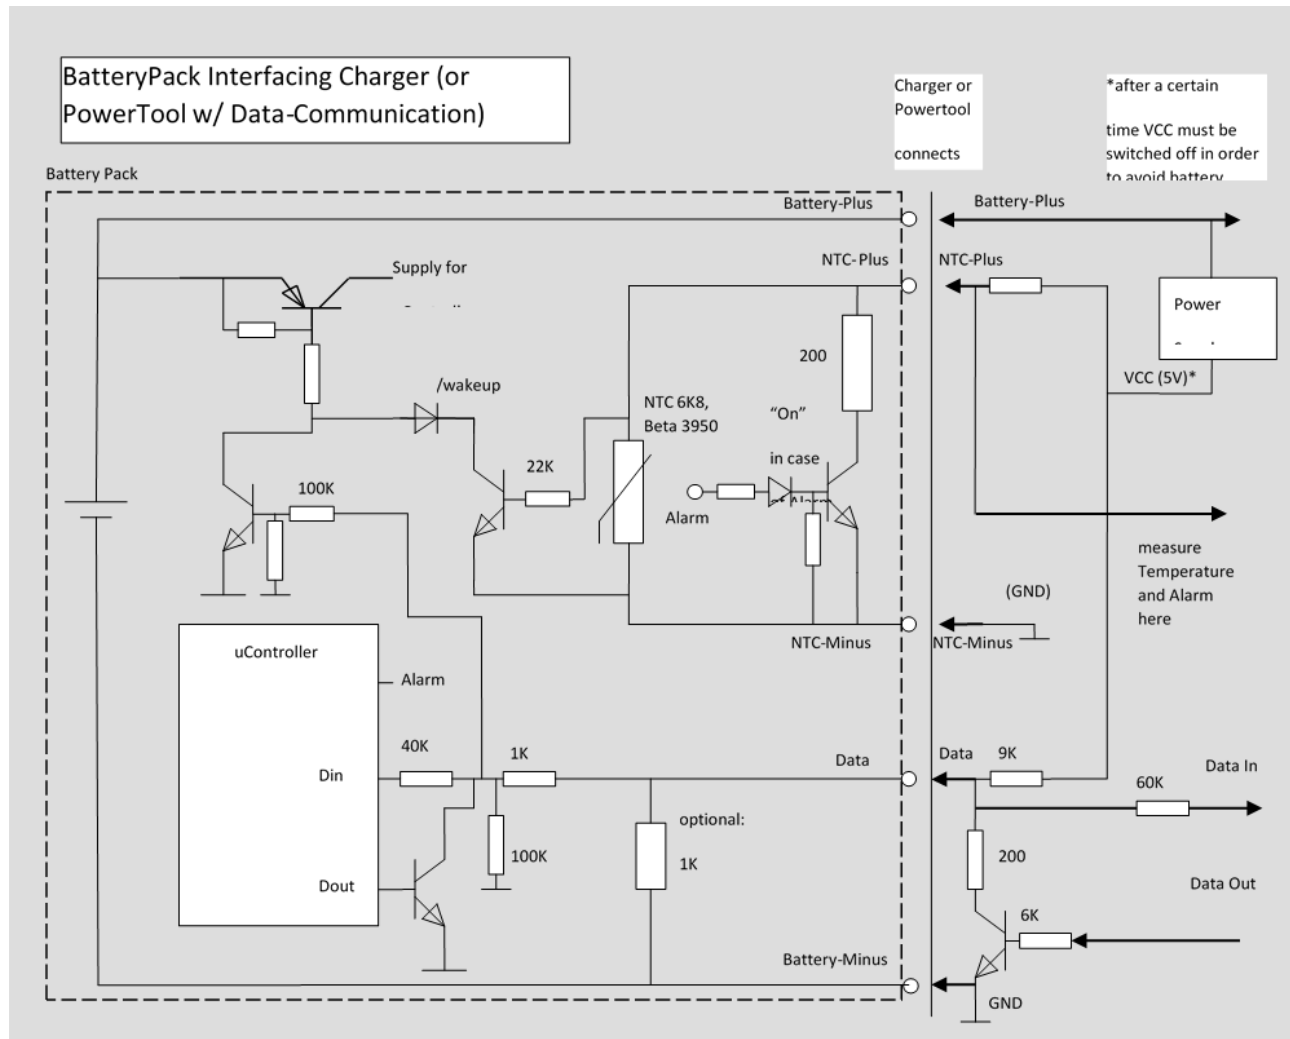 BatteryPack Interfacing Charger (or
PowerTool w/ Data-Communication)
Charger or
Powertool
connects
*after a certain
time VCC must be
switched off in order
to avoid battery
Battery Pack
Battery-Plus
Battery-Plus
NTC-Plus
NTC-Plus
Supply for
Power
200
VCC (5V)*
/wakeup
NTC 6K8,
Beta 3950
"On"
in case
22K
100K
Alarm
measure
Temperature
and Alarm
here
(GND)
NTC-Minus
NTC-Minus
uController
Alarm
40K
1K
Data
Data
9K
Din
Data In
60K
optional:
1K
100K
200
Dout
Data Out
6K
Battery-Minus
GND